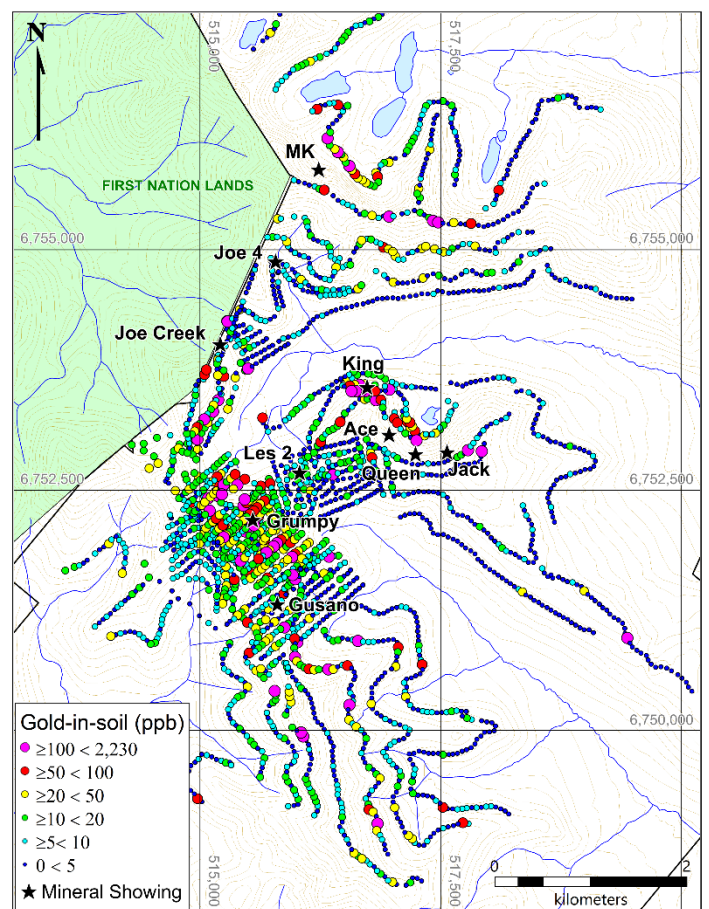 N
515,000
517,500
MK
FIRST NATION LANDS
6,755,000
6,755,000
Joe 4
Joe Creek
King
Ace
Les 2
Queen
Jack
6,752,500
6,752,500
Grumpy
Gusano
6,750,000
6,750,000
Gold-in-soil (ppb)
≥100 < 2,230
≥50 < 100
≥20 < 50
≥10 < 20
≥5< 10
0 < 5
Mineral Showing
515,000
517,500
0 2
kilometers